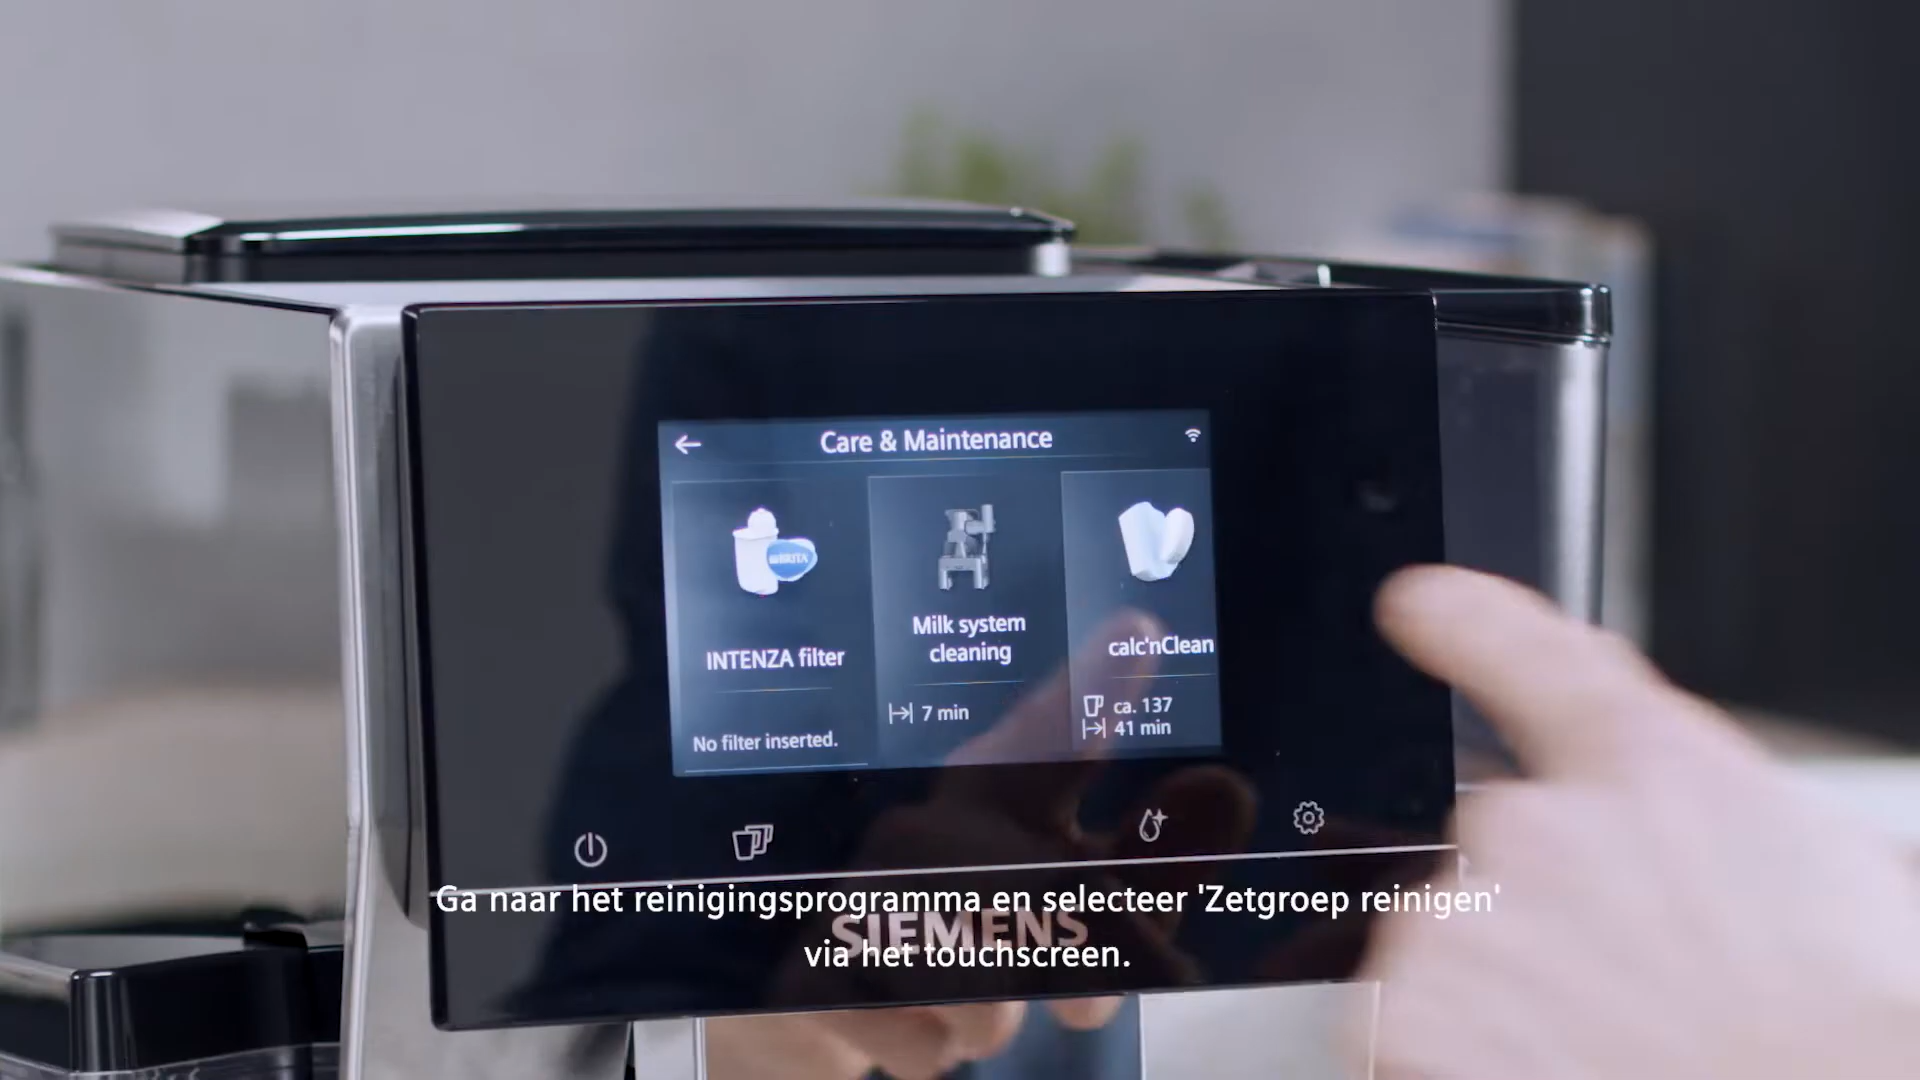 Care & Maintenance
BRITA
INTENZA filter
No filter inserted.
Milk system
cleaning
7 min
calc'nClean
ca. 137
41 min
SIEMENS
Ga naar het reinigingsprogramma en selecteer 'Zetgroep reinigen'
via het touchscreen.